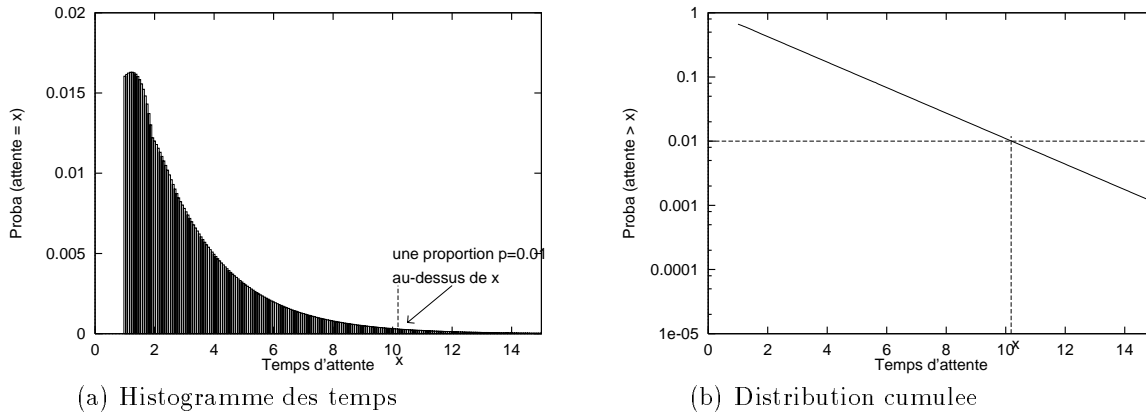 0.02
0.015
0.01
0.005
0
Proba (attente = x)
une proportion p=0.01
au-dessus de x
0 2 4 6 8 10 12 14
x
Temps d'attente
(a) Histogramme des temps
1
0.1
0.01
0.001
0.0001
1e-05
Proba (attente > x)
0 2 4 6 8 10 12 14
x
Temps d'attente
(b) Distribution cumulee